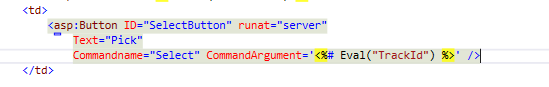 <td>
<asp:Button ID="SelectButton" runat="server"
Text="Pick"
Commandname="Select" CommandArgument='<%# Eval("TrackId") %>' />
</td>